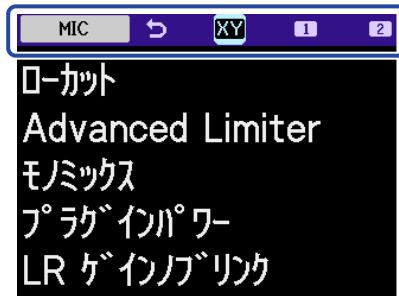 MIC XY 1 2
ローカット
Advanced Limiter
モノミックス
プラグインパワー
LR ゲインノブリンク